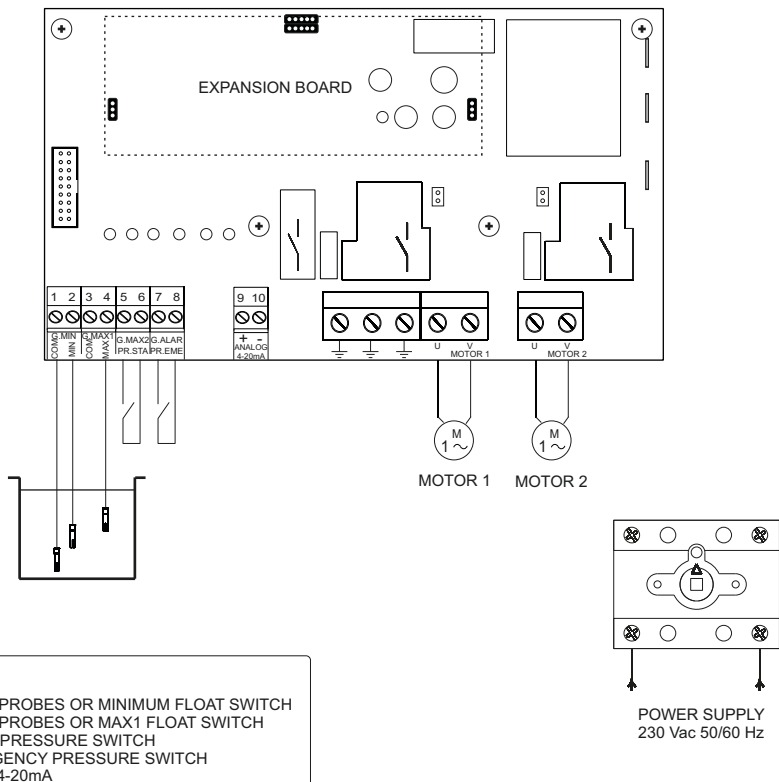 EXPANSION BOARD
1 2 3 4 5 6 7 8
9 10
G.MIN
COM
MIN
G.MAX1
COM
MAX
G.MAX2
PR.STA
G.ALAR
PR.EME
+ -
ANALOG
4-20mA
U V
MOTOR 1
U V
MOTOR 2
M
1 ~
M
1 ~
MOTOR 1
MOTOR 2
POWER SUPPLY
230 Vac 50/60 Hz
PROBES OR MINIMUM FLOAT SWITCH
PROBES OR MAX1 FLOAT SWITCH
PRESSURE SWITCH
GENCY PRESSURE SWITCH
4-20mA